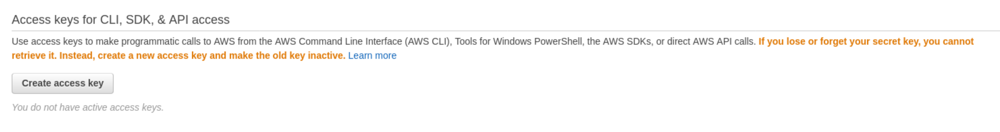 Access keys for CLI, SDK, & API access
Use access keys to make programmatic calls to AWS from the AWS Command Line Interface (AWS CLI), Tools for Windows PowerShell, the AWS SDKs, or direct AWS API calls. If you lose or forget your secret key, you cannot
retrieve it. Instead, create a new access key and make the old key inactive. Learn more
Create access key
You do not have active access keys.